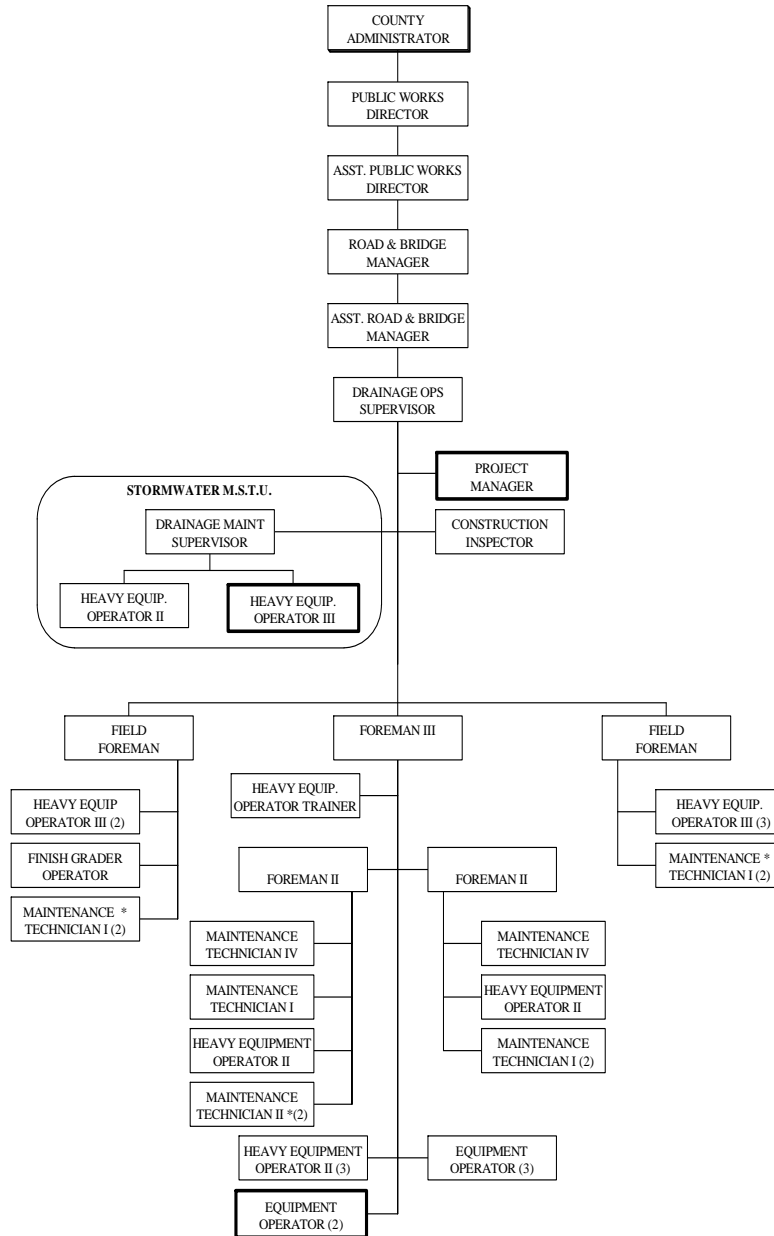 COUNTY
ADMINISTRATOR
PUBLIC WORKS
DIRECTOR
ASST. PUBLIC WORKS
DIRECTOR
ROAD & BRIDGE
MANAGER
ASST. ROAD & BRIDGE
MANAGER
DRAINAGE OPS
SUPERVISOR
PROJECT
MANAGER
STORMWATER M.S.T.U.
DRAINAGE MAINT
SUPERVISOR
CONSTRUCTION
INSPECTOR
HEAVY EQUIP.
OPERATOR II
HEAVY EQUIP.
OPERATOR III
FIELD
FOREMAN
FOREMAN III
FIELD
FOREMAN
HEAVY EQUIP
OPERATOR III (2)
FINISH GRADER
OPERATOR
MAINTENANCE *
TECHNICIAN I (2)
HEAVY EQUIP.
OPERATOR TRAINER
FOREMAN II
FOREMAN II
MAINTENANCE
TECHNICIAN IV
MAINTENANCE
TECHNICIAN I
HEAVY EQUIPMENT
OPERATOR II
MAINTENANCE
TECHNICIAN II *(2)
MAINTENANCE
TECHNICIAN IV
HEAVY EQUIPMENT
OPERATOR II
MAINTENANCE
TECHNICIAN I (2)
HEAVY EQUIPMENT
OPERATOR II (3)
EQUIPMENT
OPERATOR (3)
EQUIPMENT
OPERATOR (2)
HEAVY EQUIP.
OPERATOR III (3)
MAINTENANCE *
TECHNICIAN I (2)